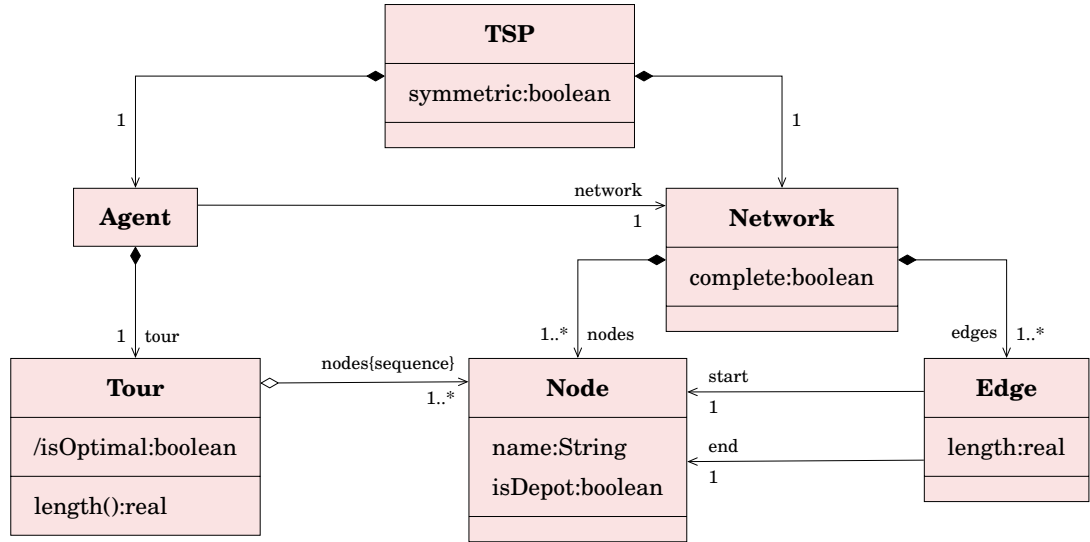 TSP
symmetric:boolean
1
1
Agent
network
1
Network
complete:boolean
1 tour
1..* nodes
edges 1..*
Tour
/isOptimal:boolean
length():real
nodes{sequence}
1..*
Node
name:String
isDepot:boolean
start
1
end
1
Edge
length:real